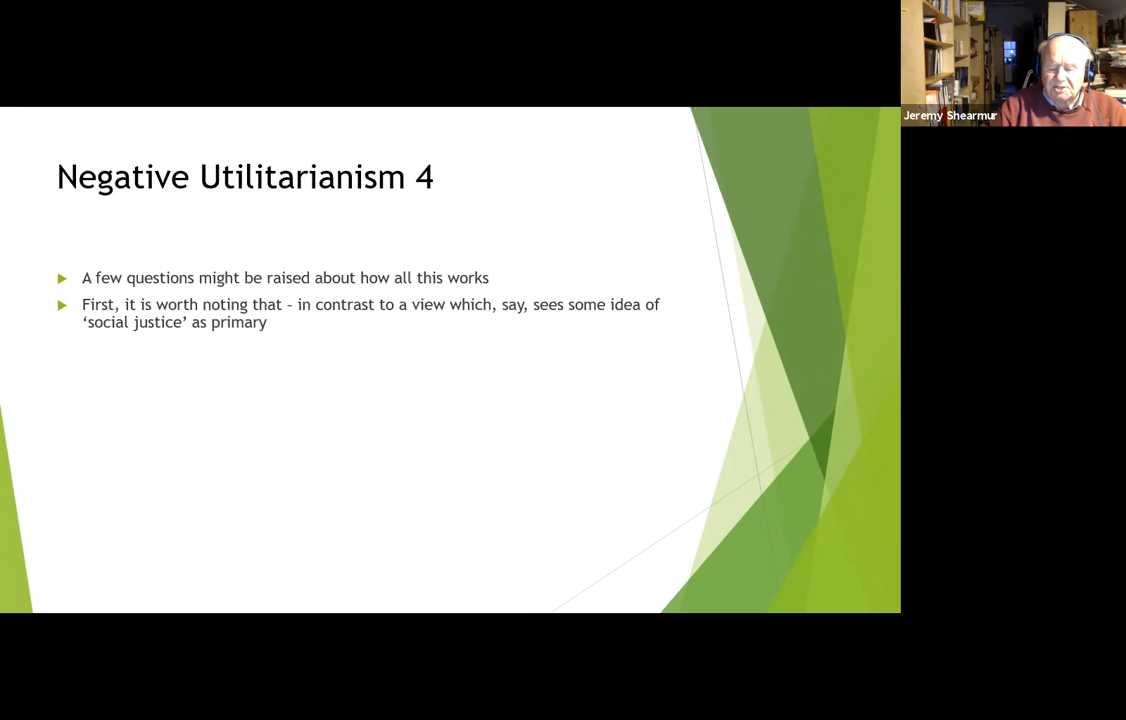 Jeremy Shearmur
Negative Utilitarianism 4
A few questions might be raised about how all this works
First, it is worth noting that – in contrast to a view which, say, sees some idea of
‘social justice’ as primary